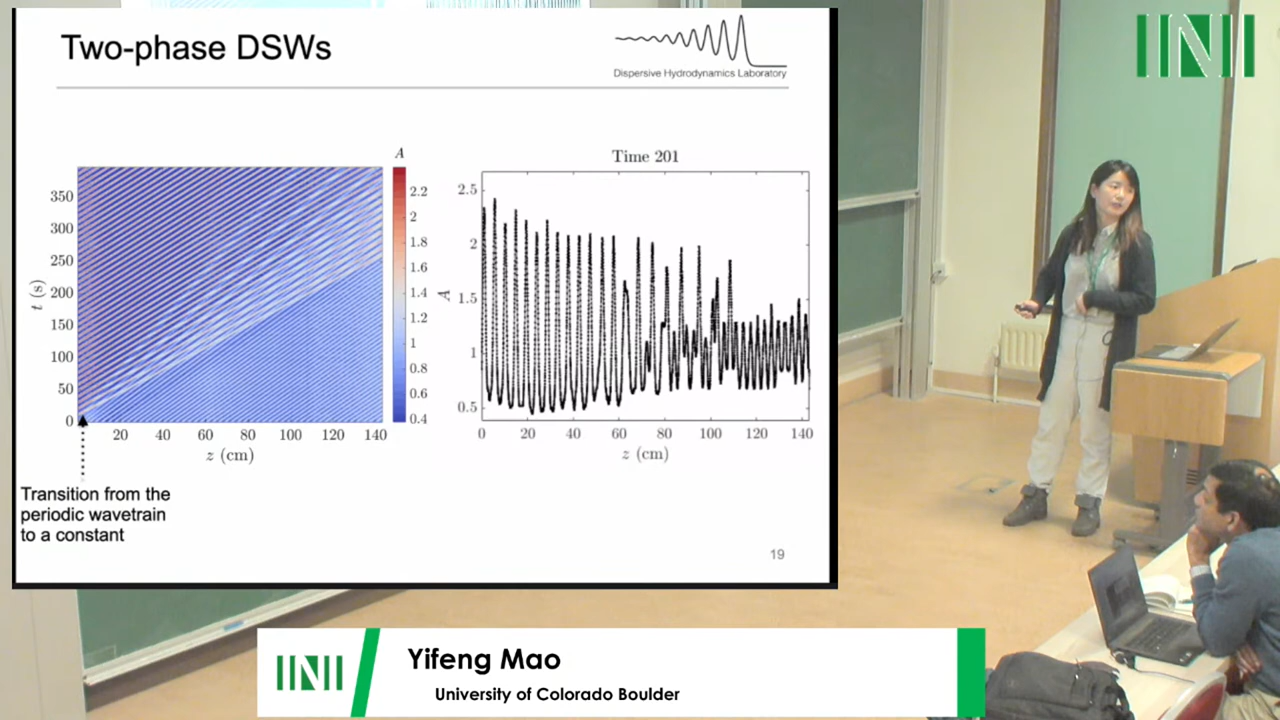 Two-phase DSWs
Dispersive Hydrodynamics Laboratory
INI
A
350
300
250
200
150
100
50
0
t (s)
20 40 60 80 100 120 140
z (cm)
2.2
2
1.8
1.6
1.4
1.2
1
0.8
0.6
0.4
Time 201
2.5
2
1.5
1
0.5
A
0 20 40 60 80 100 120 140
z (cm)
Transition from the
periodic wavetrain
to a constant
19
INI
Yifeng Mao
University of Colorado Boulder